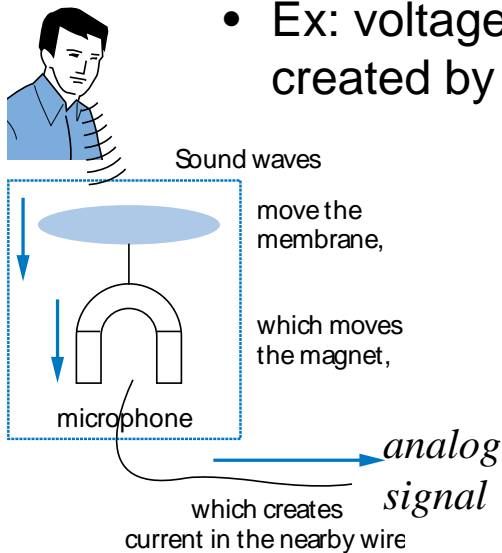 • Ex: voltage
created by
Sound waves
move the
membrane,
which moves
the magnet,
microphone
analog
signal
which creates
current in the nearby wire